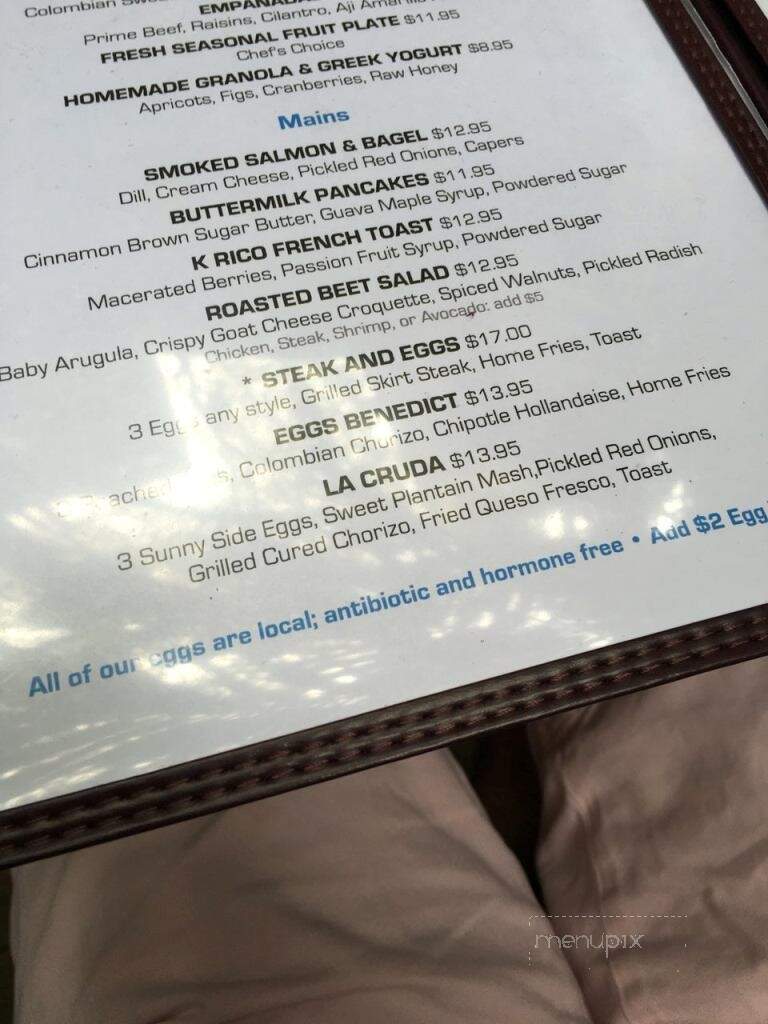 Colombian
EMPANADA
Prime Beef, Raisins, Cilantro, Aji Amarillo
FRESH SEASONAL FRUIT PLATE $11.95
Chef's Choice
HOMEMADE GRANOLA & GREEK YOGURT $8.95
Apricots, Figs, Cranberries, Raw Honey
Mains
SMOKED SALMON & BAGEL $12.95
Dill, Cream Cheese, Pickled Red Onions, Capers
BUTTERMILK PANCAKES $11.95
Cinnamon Brown Sugar Butter, Guava Maple Syrup, Powdered Sugar
K RICO FRENCH TOAST $12.95
Macerated Berries, Passion Fruit Syrup, Powdered Sugar
ROASTED BEET SALAD $12.95
Baby Arugula, Crispy Goat Cheese Croquette, Spiced Walnuts, Pickled Radish
Chicken, Steak, Shrimp, or Avocado: add $5
* STEAK AND EGGS $17.00
3 Eggs any style, Grilled Skirt Steak, Home Fries, Toast
EGGS BENEDICT $13.95
Colombian Chorizo, Chipotle Hollandaise, Home Fries
LA CRUDA $13.95
3 Sunny Side Eggs, Sweet Plantain Mash,Pickled Red Onions,
Grilled Cured Chorizo, Fried Queso Fresco, Toast
All of our eggs are local; antibiotic and hormone free • Add $2 Egg
menupix